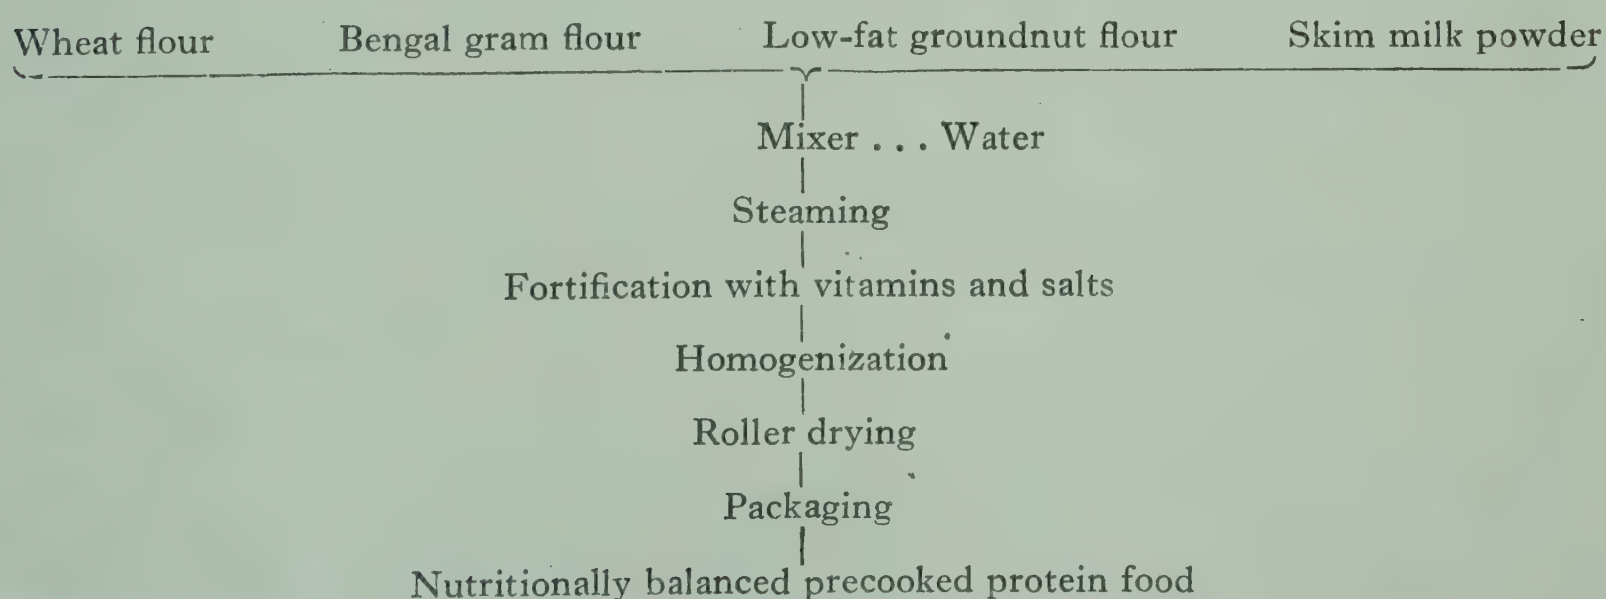 Wheat flour Bengal gram flour Low-fat groundnut flour Skim milk powder
Mixer . . . Water
Steaming
Fortification with vitamins and salts
Homogenization
Roller drying
Packaging
Nutritionally balanced precooked protein food